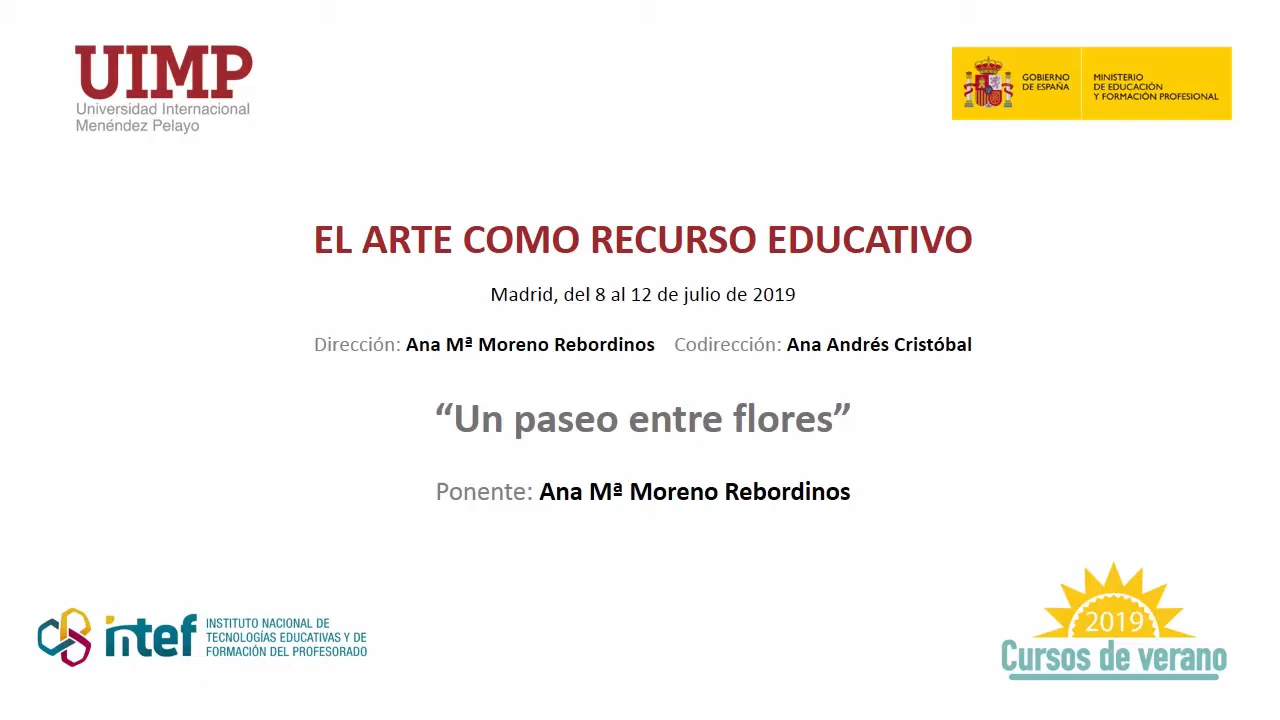 UIMP
Universidad Internacional
Menéndez Pelayo
GOBIERNO
DE ESPAÑA
MINISTERIO
DE EDUCACIÓN
Y FORMACIÓN PROFESIONAL
EL ARTE COMO RECURSO EDUCATIVO
Madrid, del 8 al 12 de julio de 2019
Dirección: Ana Mª Moreno Rebordinos Codirección: Ana Andrés Cristóbal
“Un paseo entre flores”
Ponente: Ana Mª Moreno Rebordinos
intef
INSTITUTO NACIONAL DE
TECNOLOGÍAS EDUCATIVAS Y DE
FORMACIÓN DEL PROFESORADO
2019
Cursos de verano